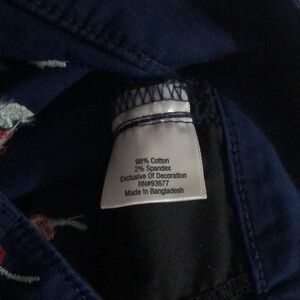 98% Cotton
2% Spandex
Exclusive Of Decoration
RN#93677
Made In Bangladesh